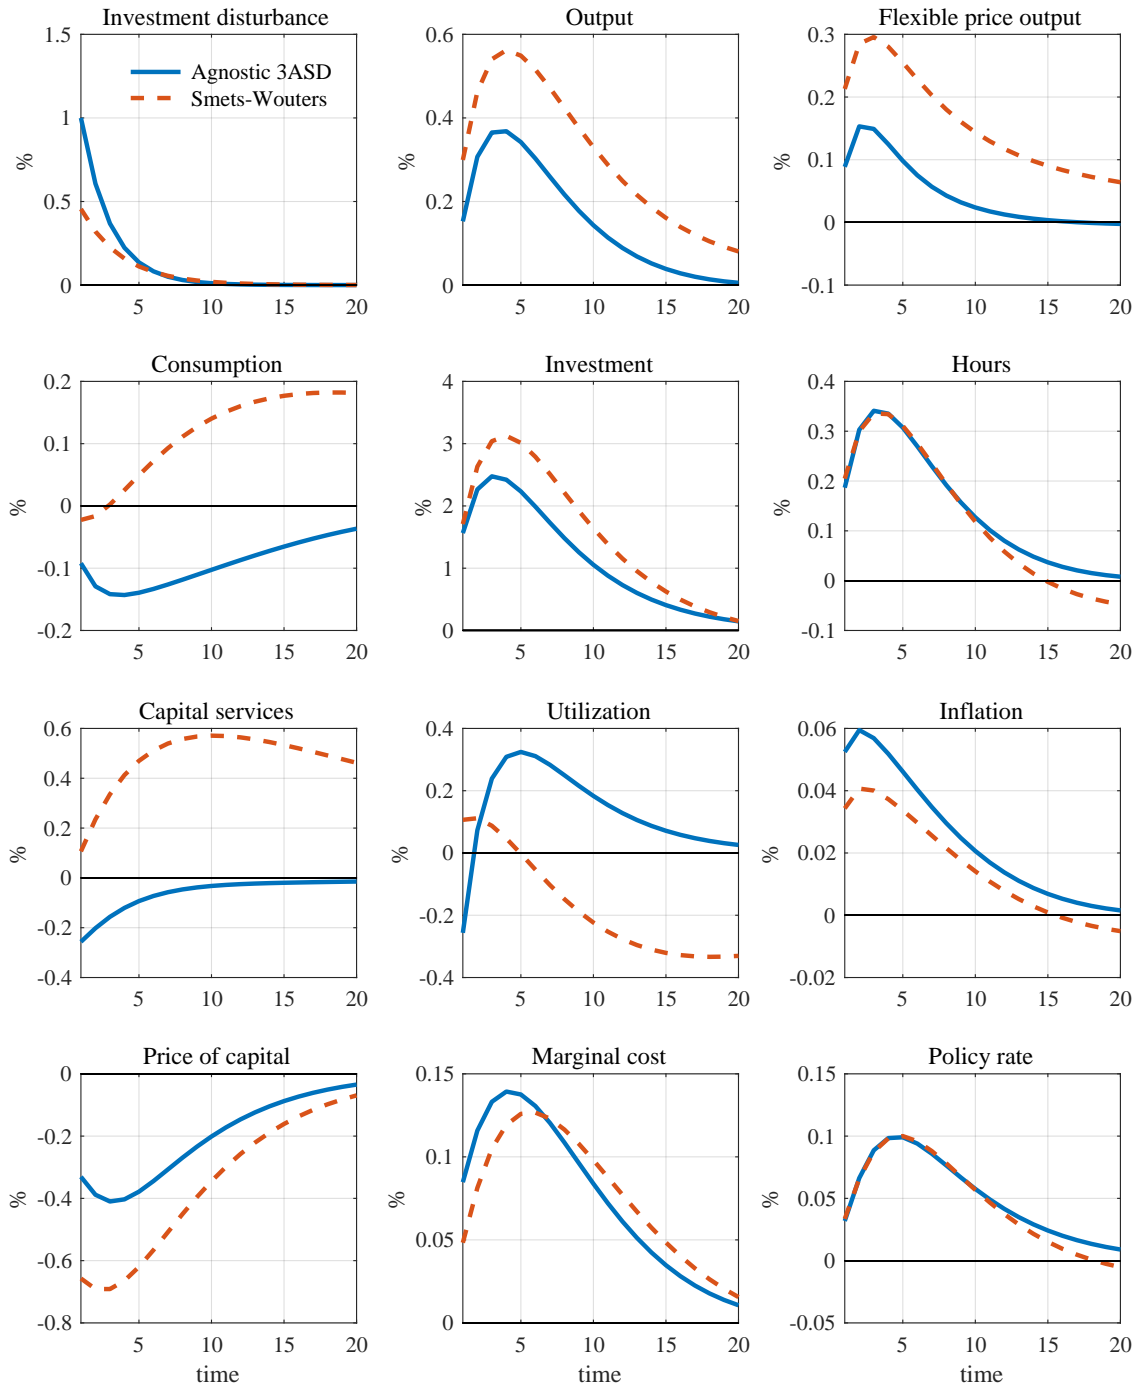 Investment disturbance
1.5
1
0.5
0
%
5 10 15 20
Agnostic 3ASD
Smets-Wouters
Output
0.6
0.4
0.2
0
%
5 10 15 20
Flexible price output
0.3
0.2
0.1
0
-0.1
%
5 10 15 20
Consumption
0.2
0.1
0
-0.1
-0.2
%
5 10 15 20
Investment
4
3
2
1
0
%
5 10 15 20
Hours
0.4
0.3
0.2
0.1
0
-0.1
%
5 10 15 20
Capital services
0.6
0.4
0.2
0
-0.2
-0.4
%
5 10 15 20
Utilization
0.4
0.2
0
-0.2
-0.4
%
5 10 15 20
Inflation
0.06
0.04
0.02
0
-0.02
%
5 10 15 20
Price of capital
0
-0.2
-0.4
-0.6
-0.8
%
5 10 15 20
time
Marginal cost
0.15
0.1
0.05
0
%
5 10 15 20
time
Policy rate
0.15
0.1
0.05
0
-0.05
%
5 10 15 20
time